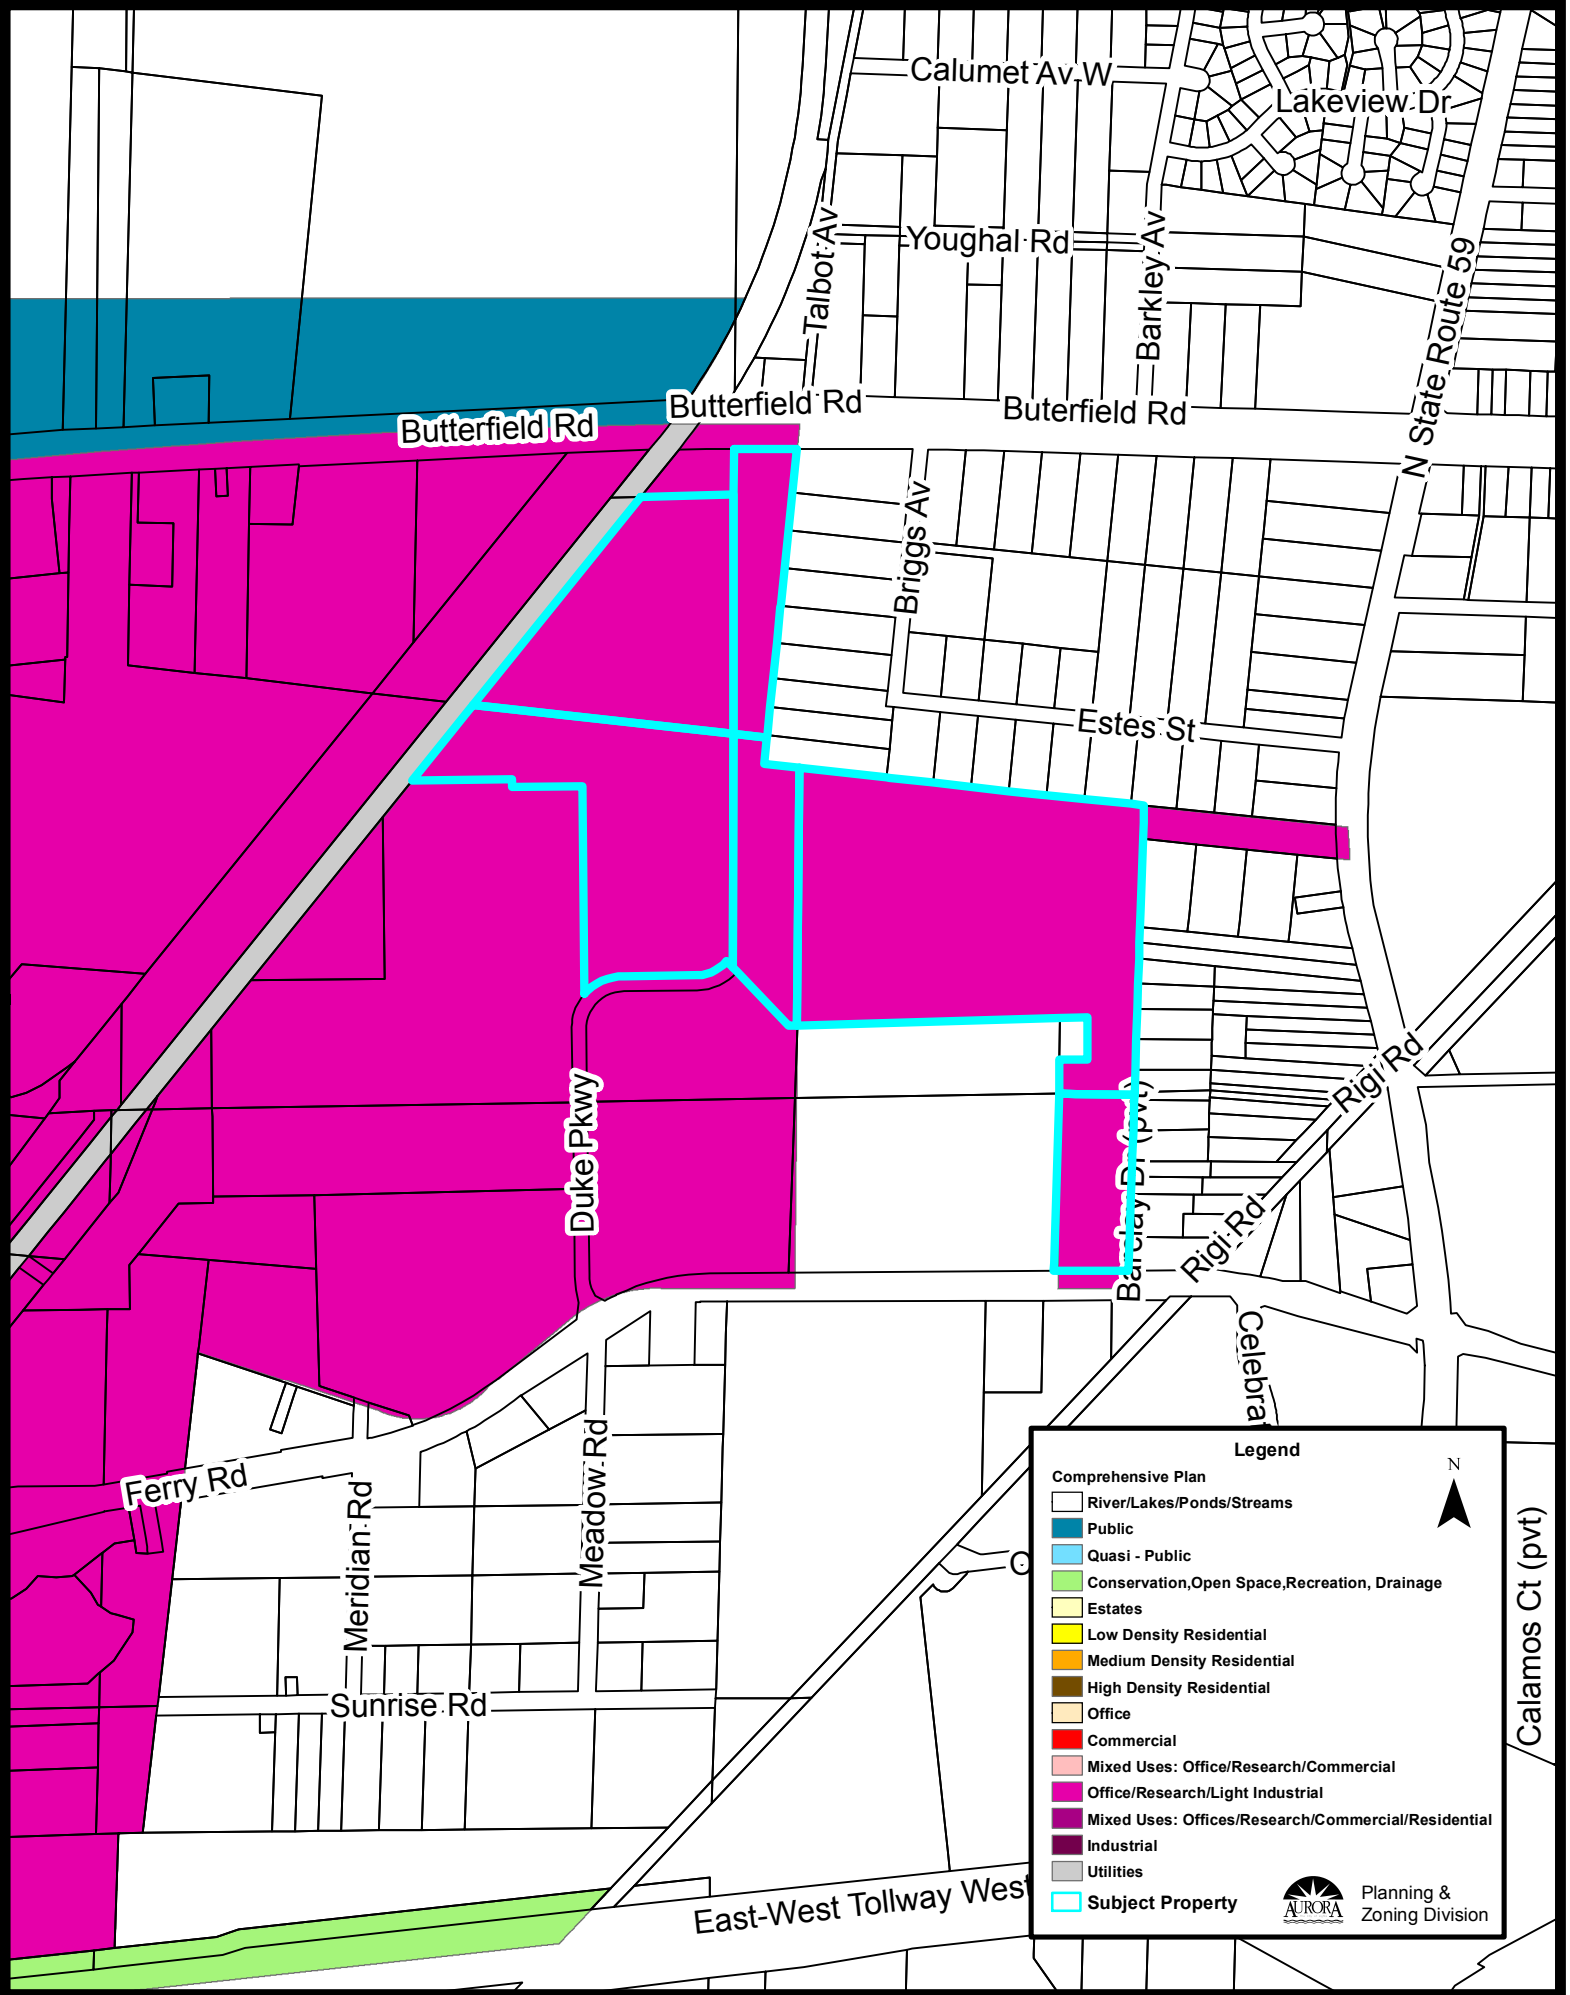 Calumet Av W
Lakeview Dr
Talbot Av
Youghal Rd
Barkley Av
N State Route 59
Butterfield Rd
Butterfield Rd
Buterfield Rd
Briggs Av
Estes St
Duke Pkwy
Barclay Dr (pvt)
Rigi Rd
Rigi Rd
Celebrat
Ferry Rd
Meridian Rd
Meadow Rd
Sunrise Rd
East-West Tollway West
Calamos Ct (pvt)
Legend
N
Comprehensive Plan
River/Lakes/Ponds/Streams
Public
Quasi - Public
Conservation,Open Space,Recreation, Drainage
Estates
Low Density Residential
Medium Density Residential
High Density Residential
Office
Commercial
Mixed Uses: Office/Research/Commercial
Office/Research/Light Industrial
Mixed Uses: Offices/Research/Commercial/Residential
Industrial
Utilities
Subject Property
AURORA
Planning &
Zoning Division